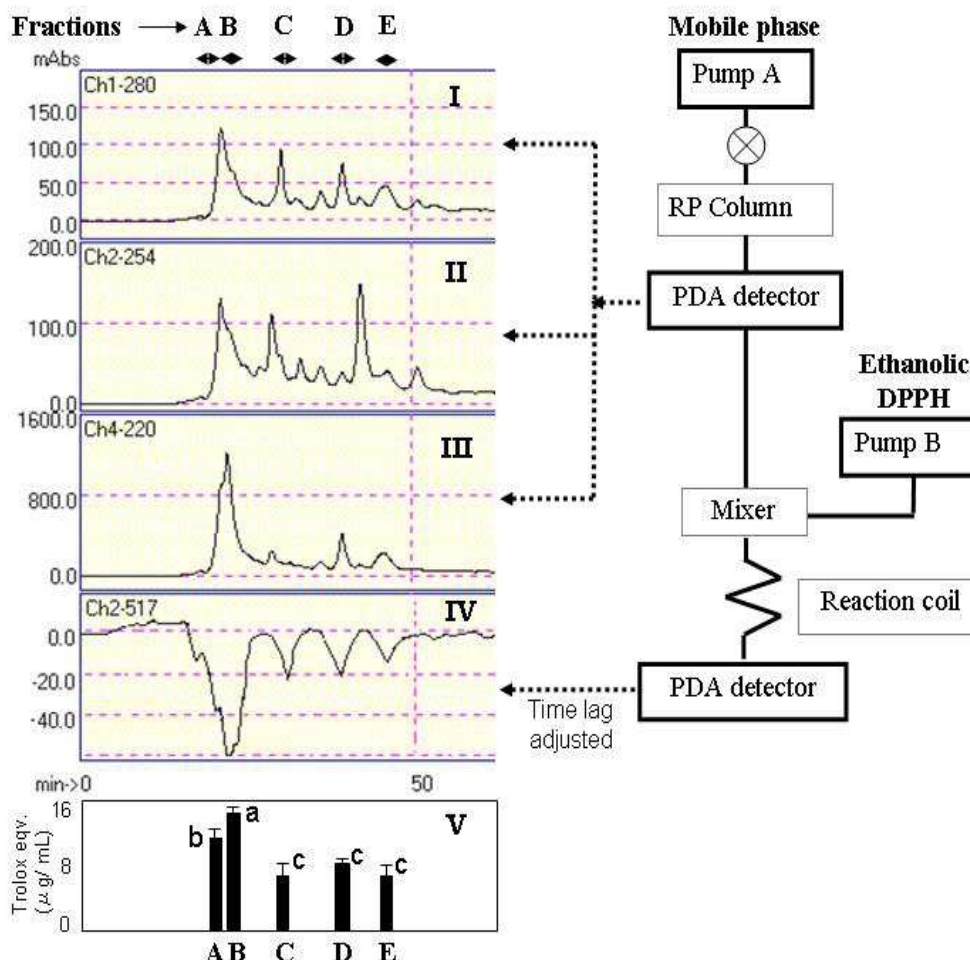 Fractions
A B C D E
mAbs
Ch1-280
I
150.0
100.0
50.0
0.0
200.0
Ch2-254
II
100.0
0.0
1600.0
Ch4-220
III
800.0
0.0
Ch2-517
IV
0.0
-20.0
-40.0
min->0
50
Time lag
adjusted
16
8
0
Trolox eqv.
(μg/mL)
V
b
a
c
c
c
A B C D E
Mobile phase
Pump A
RP Column
PDA detector
Ethanolic
DPPH
Pump B
Mixer
Reaction coil
PDA detector